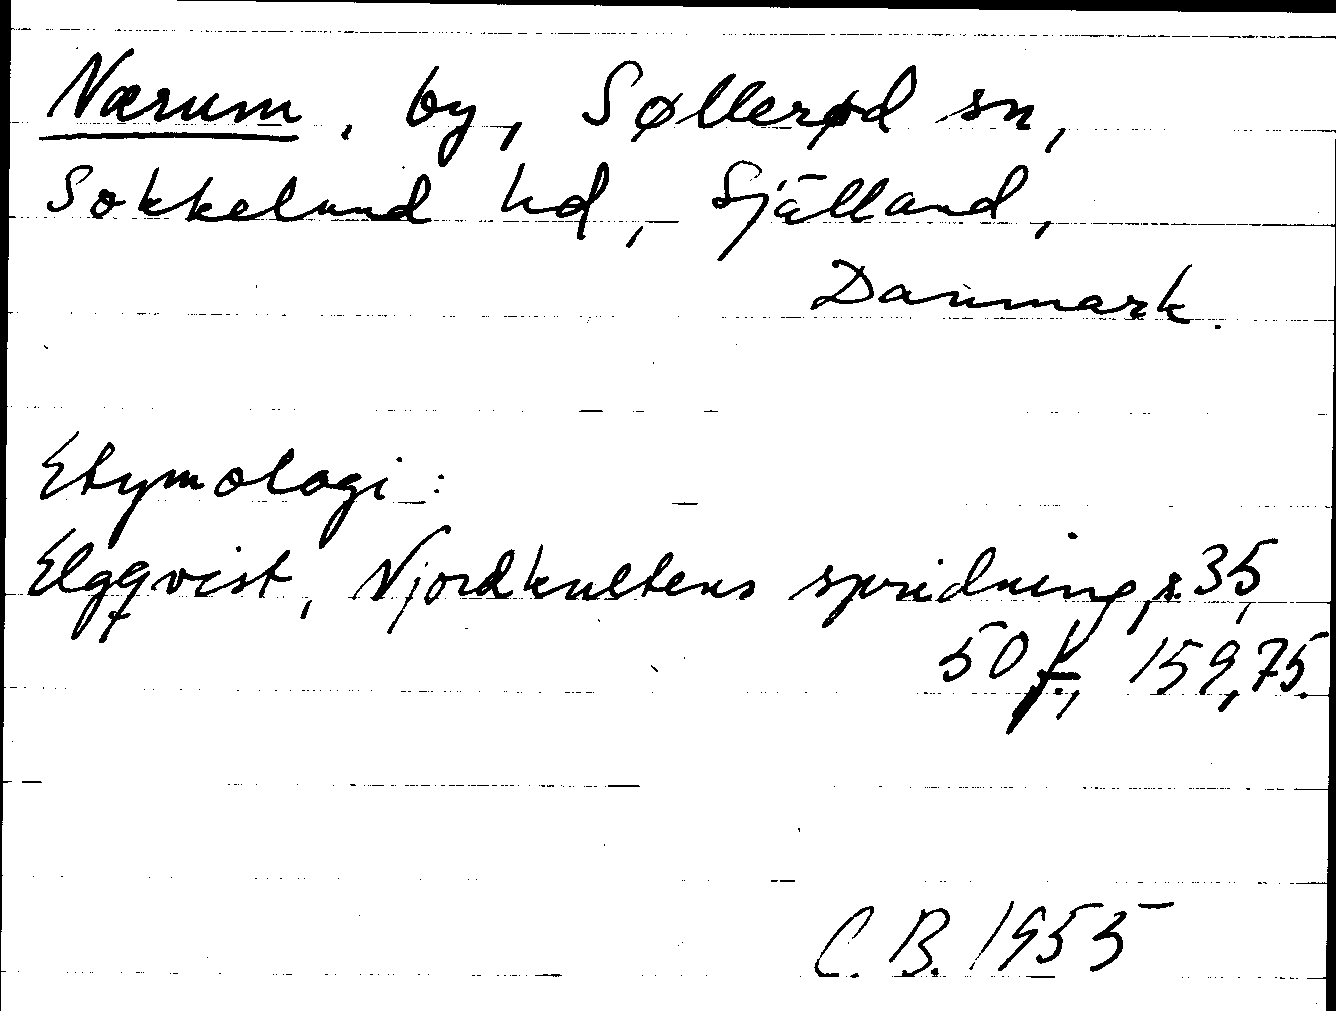 Nærum, by, Søllerød sn,
Sokkelund hd, Själland,
Danmark.
Etymologi:
Elgqvist, Njordkultens spridning, s. 35,
50 f., 159,75.
C. B. 1955